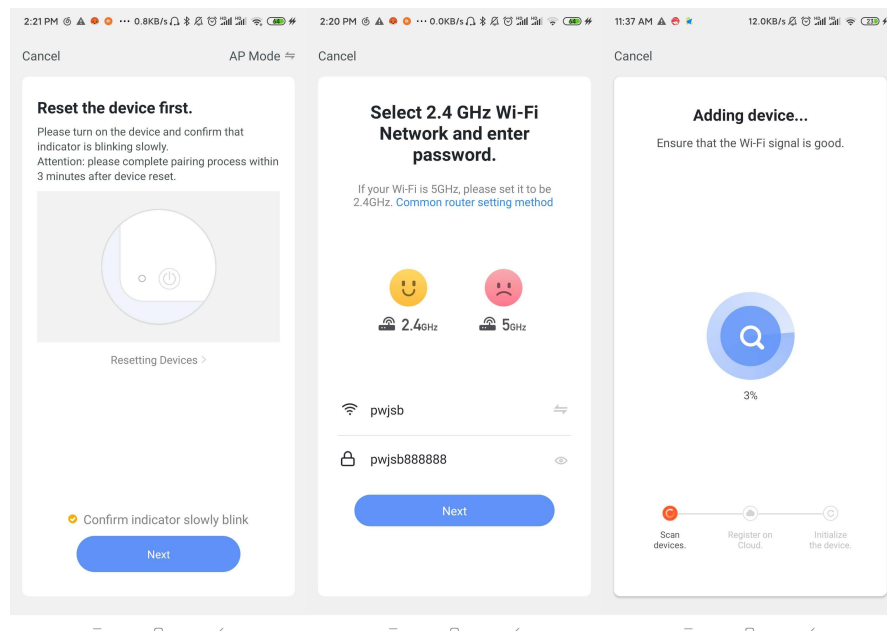 2:21 PM ... 0.8KB/s 64
Cancel AP Mode
Reset the device first.
Please turn on the device and confirm that
indicator is blinking slowly.
Attention: please complete pairing process within
3 minutes after device reset.
Resetting Devices >
Confirm indicator slowly blink
Next
2:20 PM ... 0.0KB/s 64
Cancel
Select 2.4 GHz Wi-Fi
Network and enter
password.
If your Wi-Fi is 5GHz, please set it to be
2.4GHz. Common router setting method
2.4GHz 5GHz
pwjsb
pwjsb888888
Next
11:37 AM 12.0KB/s 23
Cancel
Adding device...
Ensure that the Wi-Fi signal is good.
3%
Scan
devices.
Register on
Cloud.
Initialize
the device.